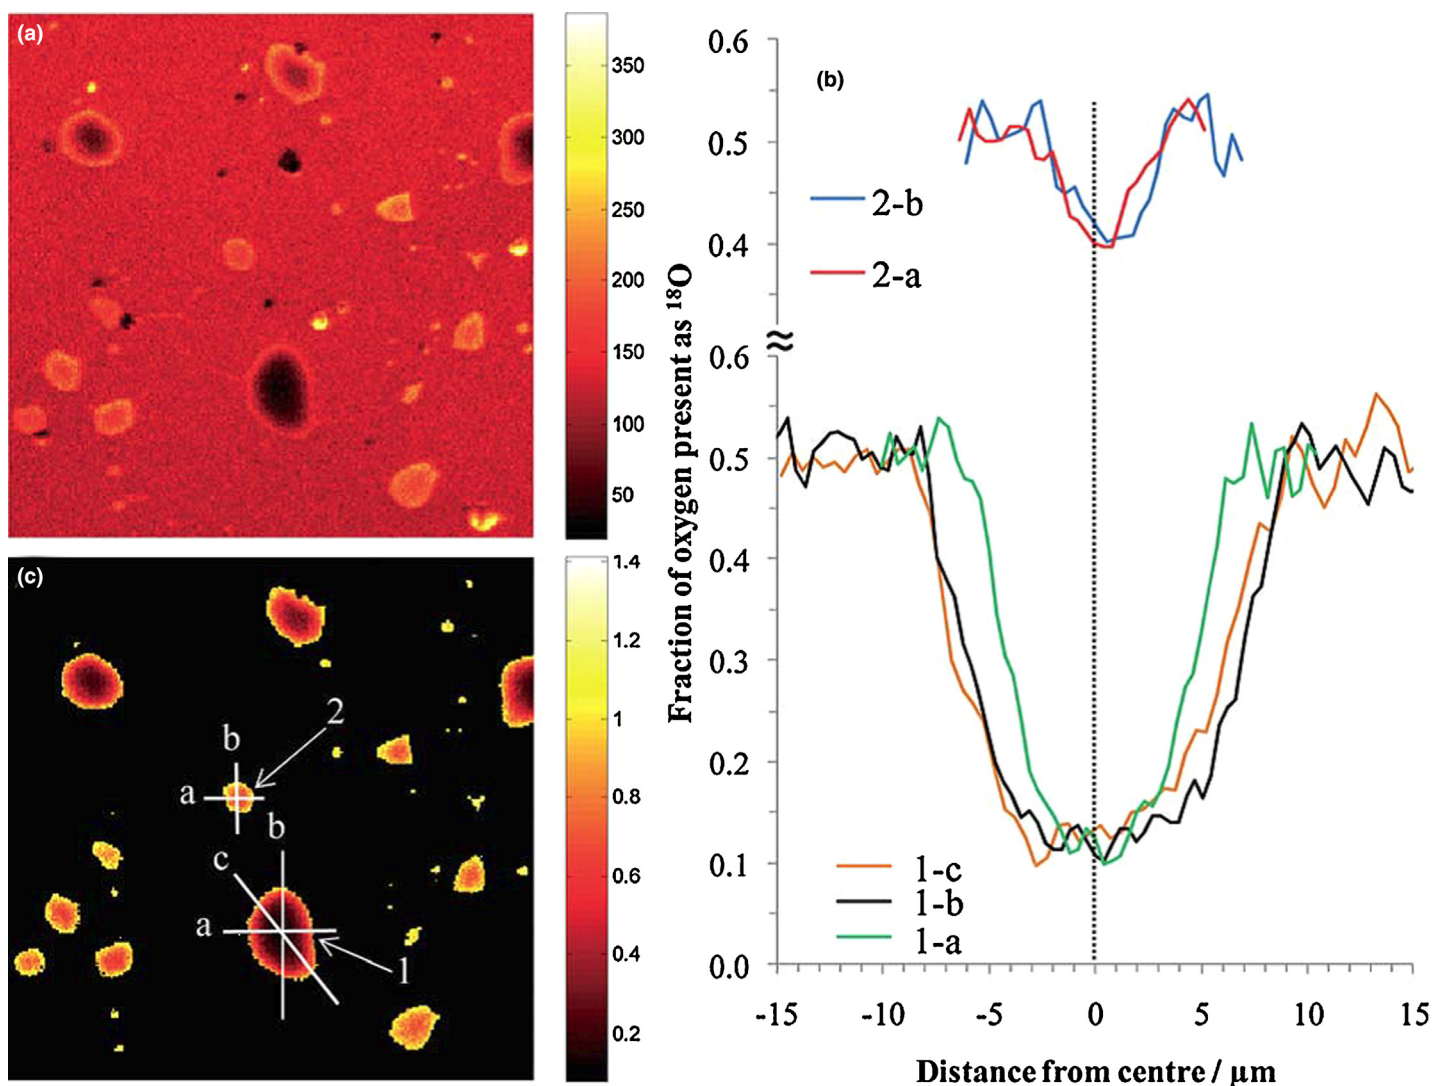 (a)
350
300
250
200
150
100
50
(c)
1.4
1.2
1
0.8
0.6
0.4
0.2
2
b
a
b
c
a
1
(b)
Fraction of oxygen present as ¹⁸O
0.6
0.5
0.4
2-b
2-a
≈
0.6
0.5
0.4
0.3
0.2
0.1
0.0
1-c
1-b
1-a
-15 -10 -5 0 5 10 15
Distance from centre / µm